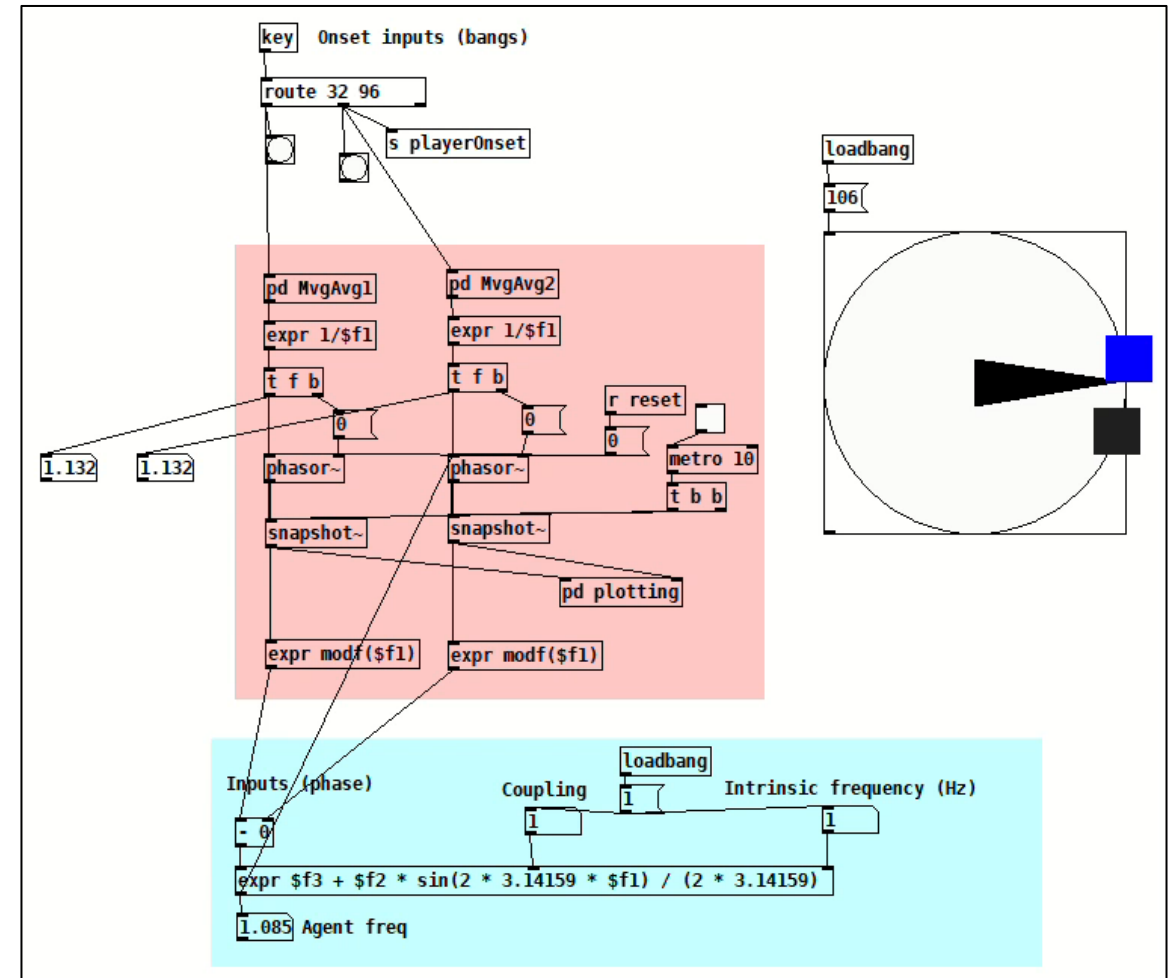 key
Onset inputs (bangs)
route 32 96
s playerOnset
loadbang
106
pd MvgAvg1
pd MvgAvg2
expr 1/$f1
expr 1/$f1
t f b
t f b
r reset
0
0
0
metro 10
1.132
1.132
phasor~
phasor~
t b b
snapshot~
snapshot~
pd plotting
expr modf($f1)
expr modf($f1)
loadbang
Inputs (phase)
Coupling
Intrinsic frequency (Hz)
1
1
1
- 0
expr $f3 + $f2 * sin(2 * 3.14159 * $f1) / (2 * 3.14159)
1.085
Agent freq